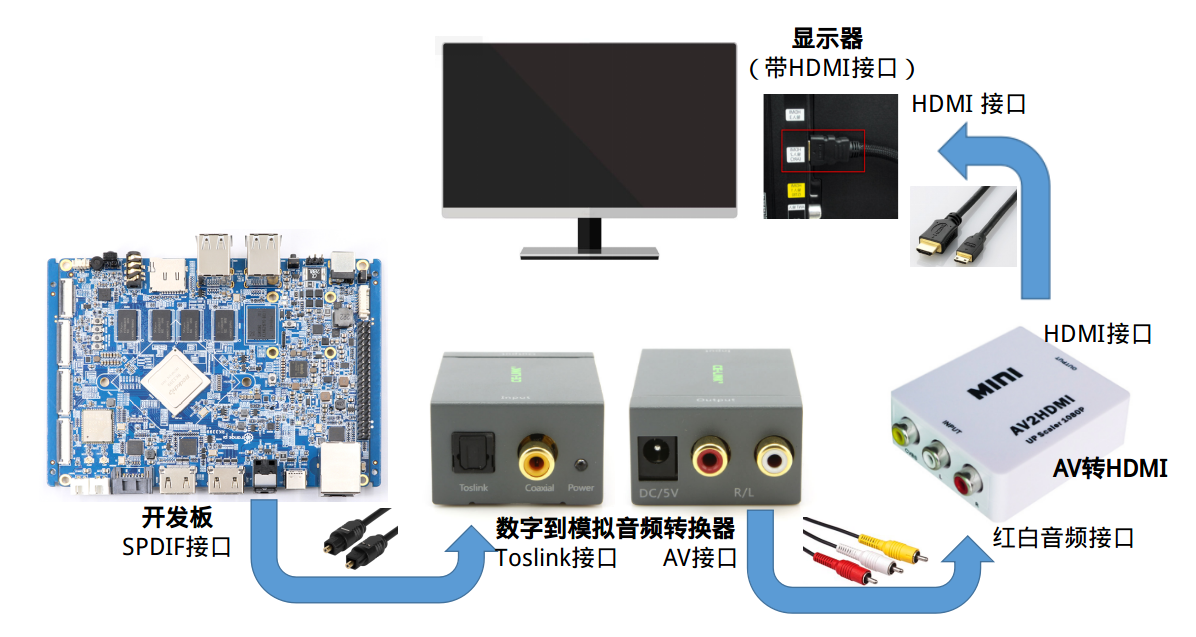 显示器
（带HDMI接口）
HDMI 接口
HDMI接口
MINI
OUTPUT
AV2HDMI
UP Scaler 1080P
INPUT
AV转HDMI
红白音频接口
Input
Toslink
Coaxial
Power
Output
DC/5V
R/L
开发板
SPDIF接口
数字到模拟音频转换器
Toslink接口
AV接口